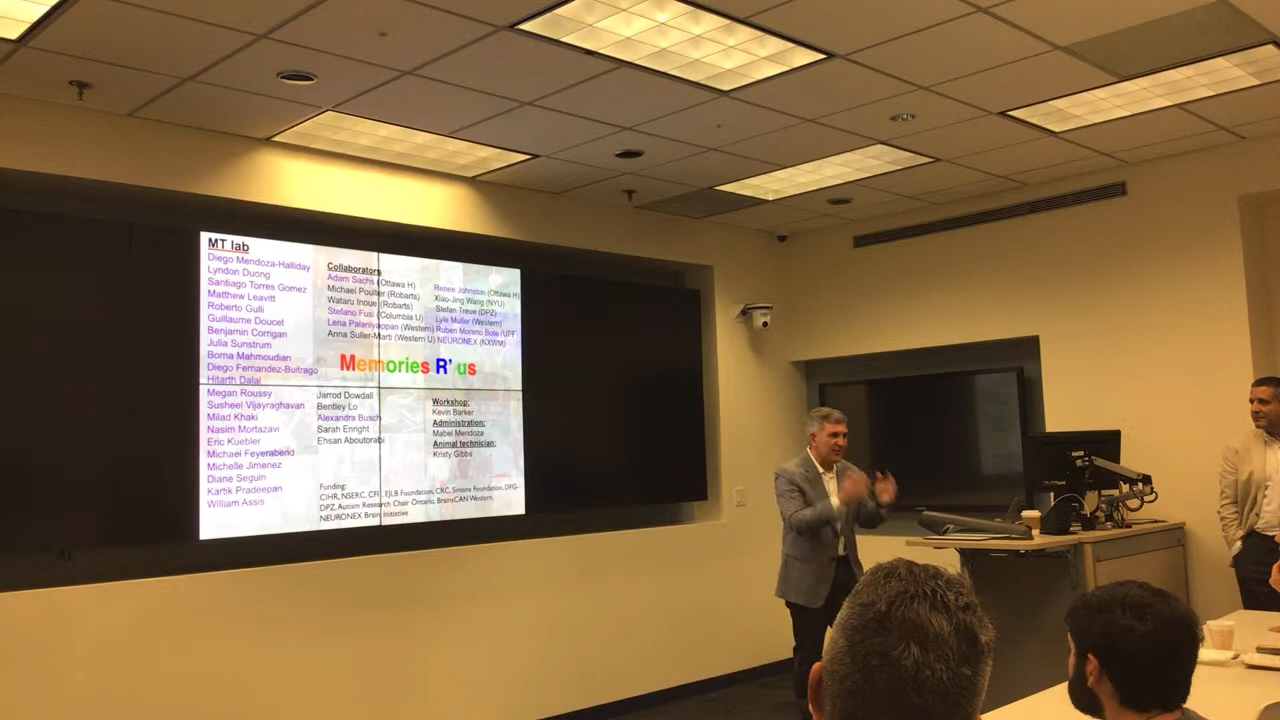 MT lab
Diego Mendoza-Halliday
Lyndon Duong
Santiago Torres Gomez
Matthew Leavitt
Roberto Gulli
Guillaume Doucet
Benjamin Corrigan
Julia Sunstrum
Borna Mahmoudian
Diego Fernandez-Buitrago
Hitarth Dalal
Megan Roussy
Susheel Vijayraghavan
Milad Khaki
Nasim Mortazavi
Eric Kuebler
Michael Feyerabend
Michelle Jimenez
Diane Seguin
Kartik Pradeepan
William Assis
Jarrod Dowdall
Bentley Lo
Alexandra Busch
Sarah Enright
Ehsan Aboutorabi
Collaborators
Adam Sachs (Ottawa H)
Michael Poulter (Robarts)
Wataru Inoue (Robarts)
Stefano Fusi (Columbia U)
Lena Palaniyappan (Western)
Anna Suller-Marti (Western U)
Renee Johnston (Ottawa H)
Xiao-Jing Wang (NYU)
Stefan Treue (DPZ)
Lyle Muller (Western)
Ruben Moreno Bote (UPF)
NEURONEX (NXWM)
Memories R' us
Workshop:
Kevin Barker
Administration:
Mabel Mendoza
Animal technician:
Kristy Gibbs
Funding:
CIHR, NSERC, CFI, EJLB Foundation, CRC, Simons Foundation, DFG-
DPZ, Autism Research Chair Ontario, BrainsCAN Western,
NEURONEX Brain Initiative